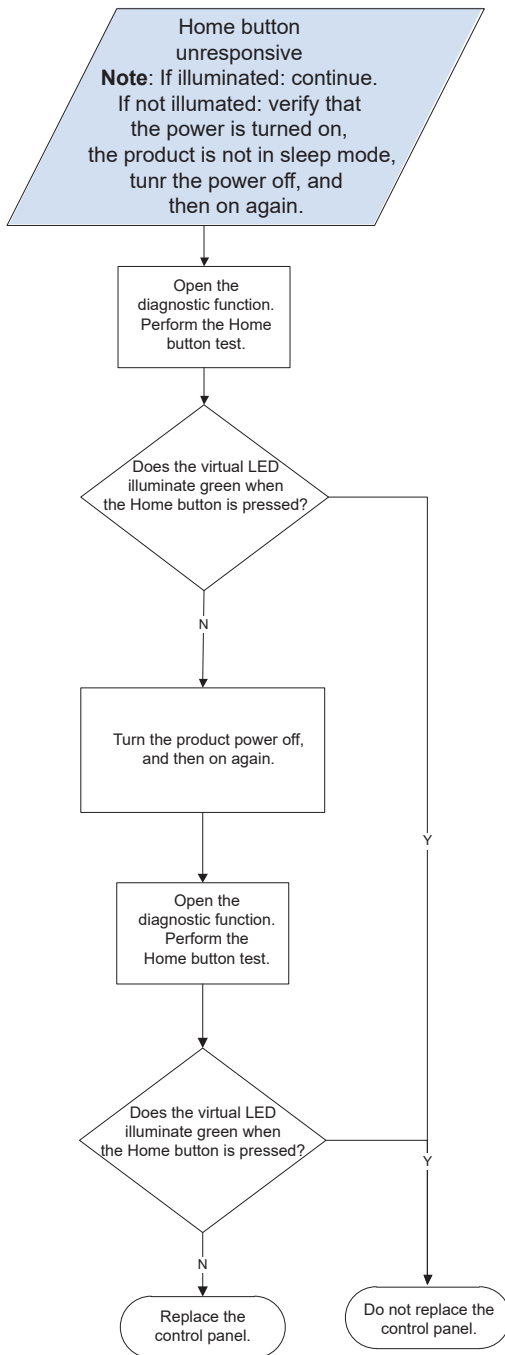 Home button
unresponsive
Note: If illuminated: continue.
If not illumated: verify that
the power is turned on,
the product is not in sleep mode,
tunr the power off, and
then on again.
Open the
diagnostic function.
Perform the Home
button test.
Does the virtual LED
illuminate green when
the Home button is pressed?
N
Turn the product power off,
and then on again.
Y
Open the
diagnostic function.
Perform the
Home button test.
Does the virtual LED
illuminate green when
the Home button is pressed?
Y
N
Replace the
control panel.
Do not replace the
control panel.